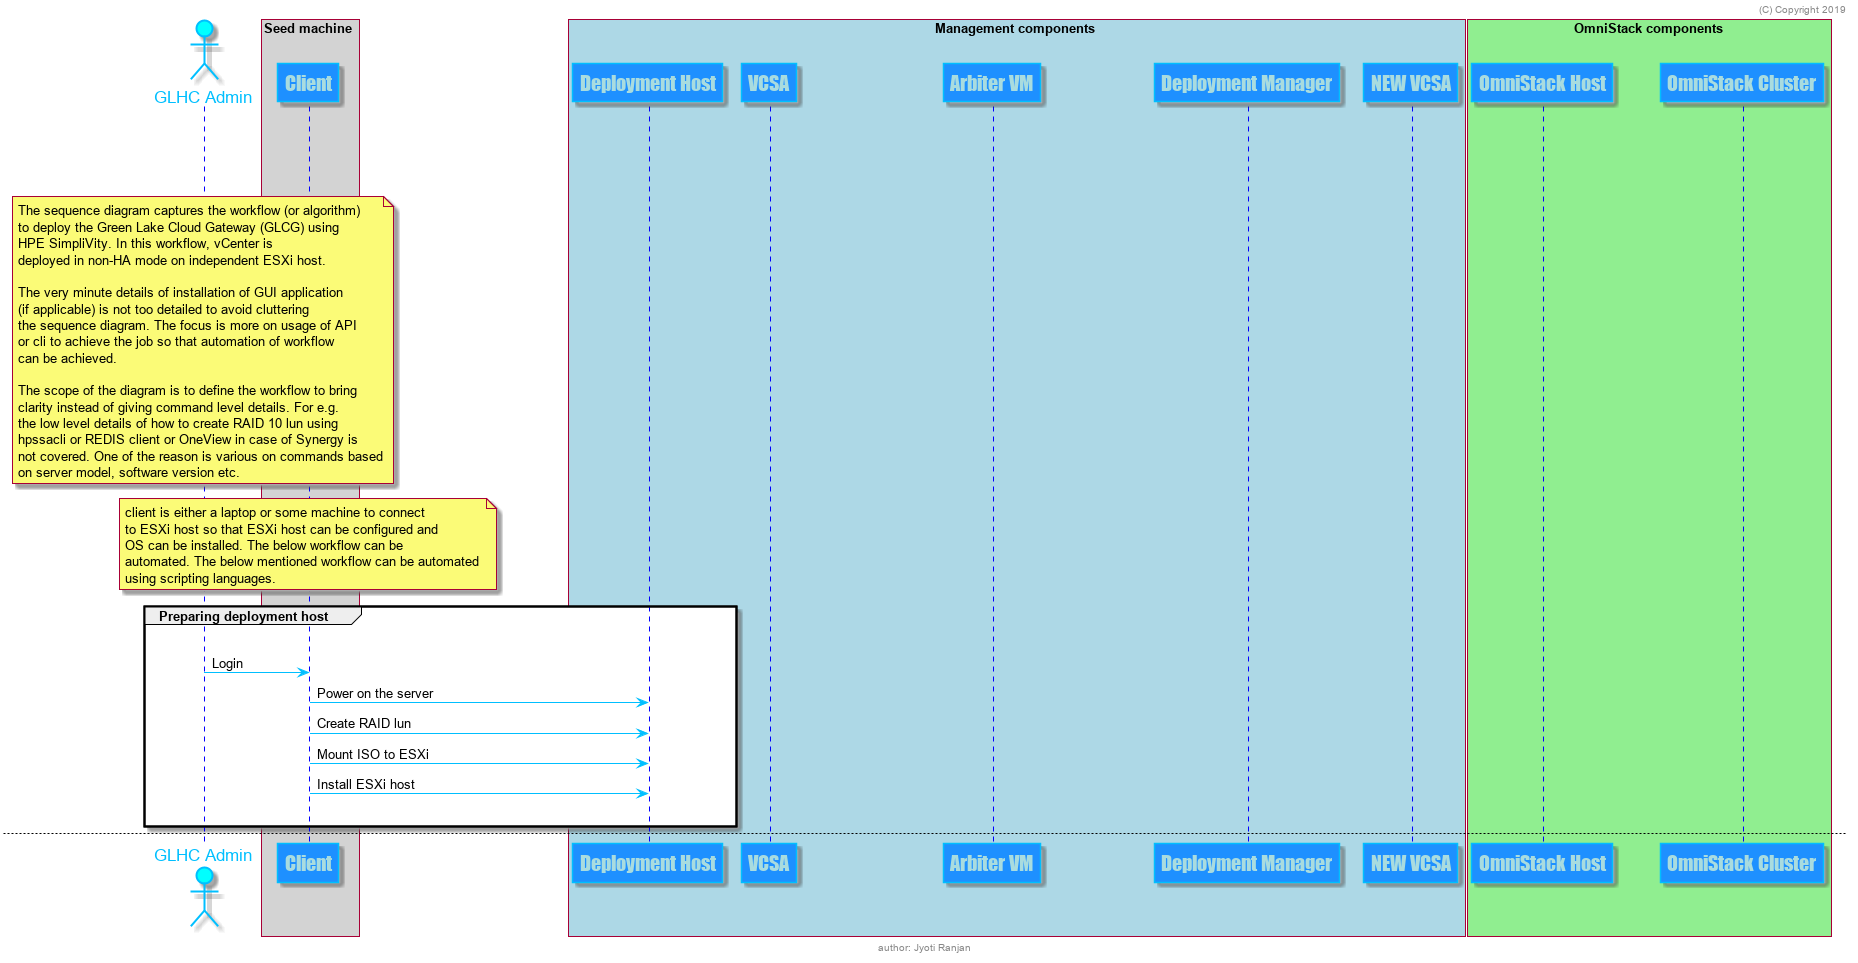 (C) Copyright 2019
Seed machine
Management components
OmniStack components
GLHC Admin
Client
Deployment Host
VCSA
Arbiter VM
Deployment Manager
NEW VCSA
OmniStack Host
OmniStack Cluster
The sequence diagram captures the workflow (or algorithm)
to deploy the Green Lake Cloud Gateway (GLCG) using
HPE SimpliVity. In this workflow, vCenter is
deployed in non-HA mode on independent ESXi host.
The very minute details of installation of GUI application
(if applicable) is not too detailed to avoid cluttering
the sequence diagram. The focus is more on usage of API
or cli to achieve the job so that automation of workflow
can be achieved.
The scope of the diagram is to define the workflow to bring
clarity instead of giving command level details. For e.g.
the low level details of how to create RAID 10 lun using
hpssacli or REDIS client or OneView in case of Synergy is
not covered. One of the reason is various on commands based
on server model, software version etc.
client is either a laptop or some machine to connect
to ESXi host so that ESXi host can be configured and
OS can be installed. The below workflow can be
automated. The below mentioned workflow can be automated
using scripting languages.
Preparing deployment host
Login
Power on the server
Create RAID lun
Mount ISO to ESXi
Install ESXi host
GLHC Admin
Client
Deployment Host
VCSA
Arbiter VM
Deployment Manager
NEW VCSA
OmniStack Host
OmniStack Cluster
author: Jyoti Ranjan